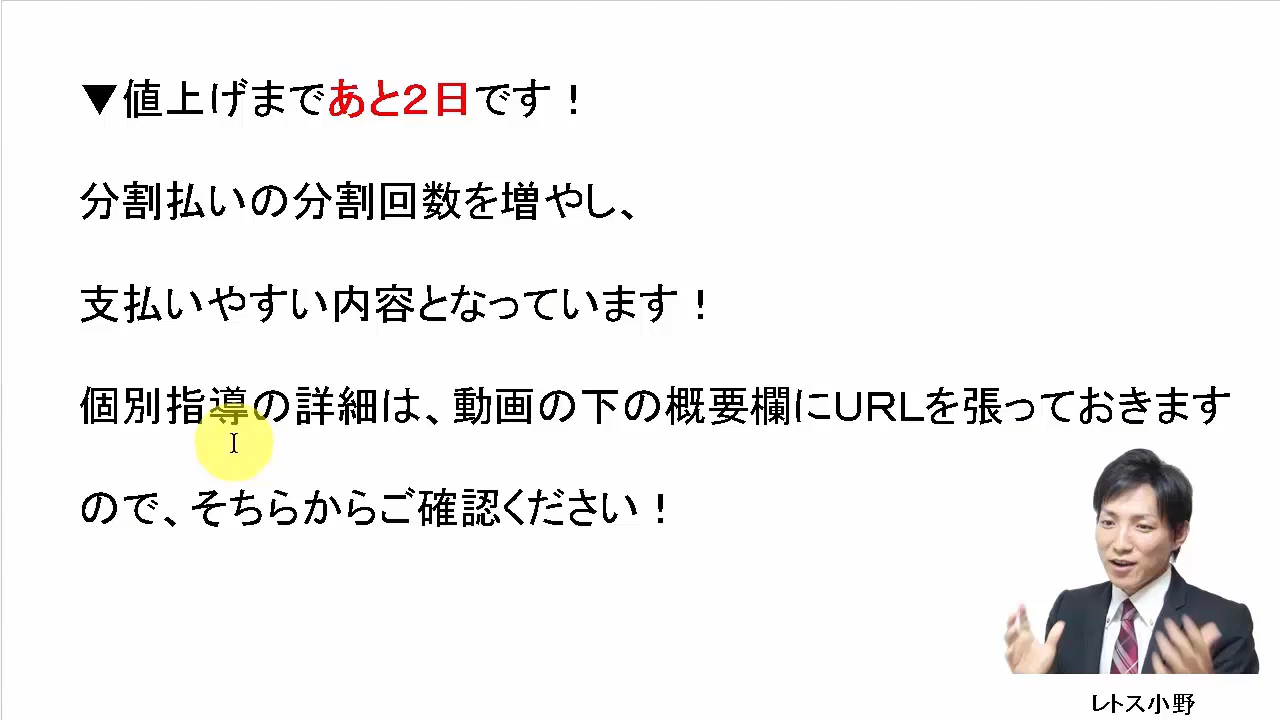 ▼値上げまであと２日です！
分割払いの分割回数を増やし、
支払いやすい内容となっています！
個別指導の詳細は、動画の下の概要欄にＵＲＬを張っておきます
ので、そちらからご確認ください！
レトス小野